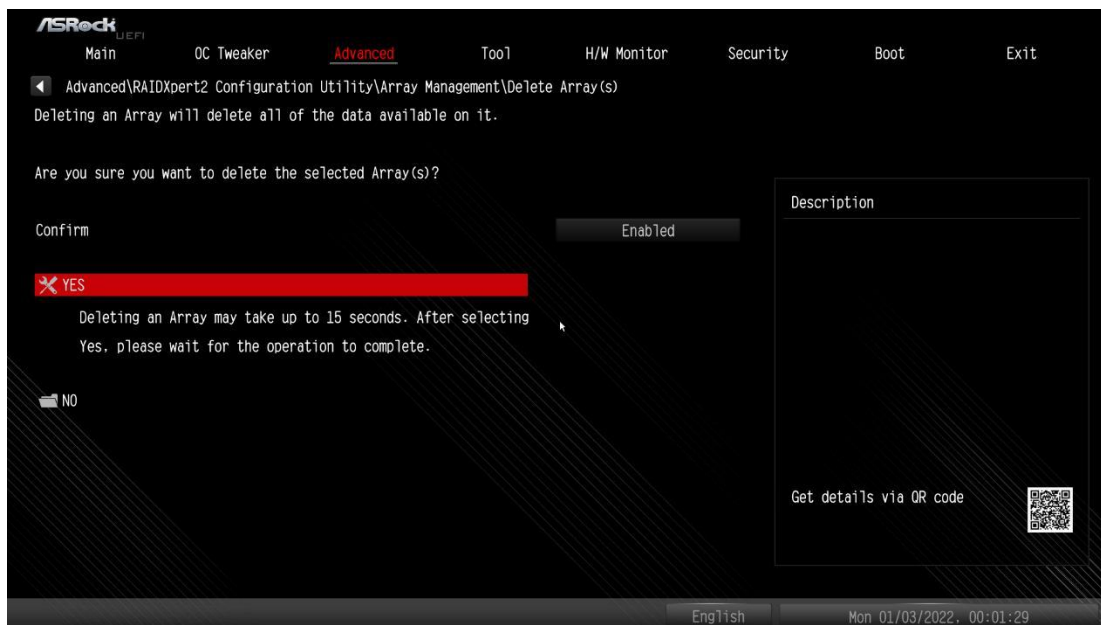 ASRock UEFI
Main OC Tweaker Advanced Tool H/W Monitor Security Boot Exit
Advanced\RAIDXpert2 Configuration Utility\Array Management\Delete Array(s)
Deleting an Array will delete all of the data available on it.
Are you sure you want to delete the selected Array(s)?
Description
Confirm Enabled
YES
Deleting an Array may take up to 15 seconds. After selecting
Yes, please wait for the operation to complete.
NO
Get details via QR code
English Mon 01/03/2022, 00:01:29